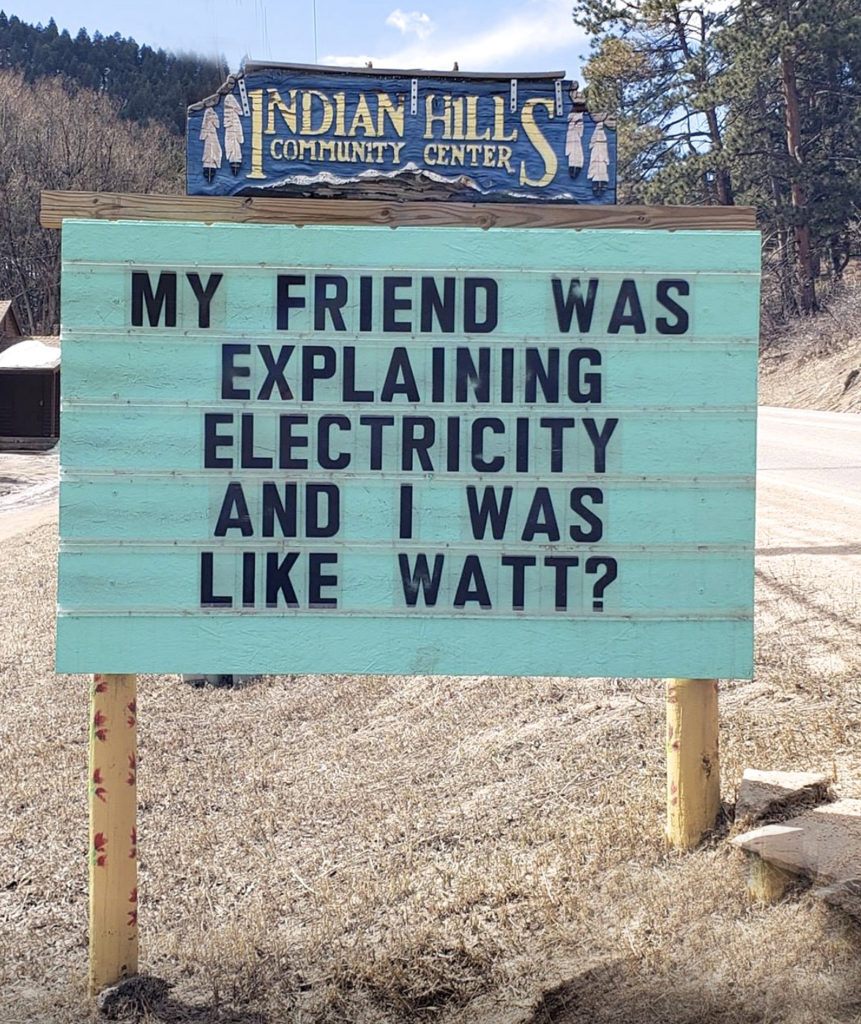 INDIAN HILLS
COMMUNITY CENTER
MY FRIEND WAS
EXPLAINING
ELECTRICITY
AND I WAS
LIKE WATT?